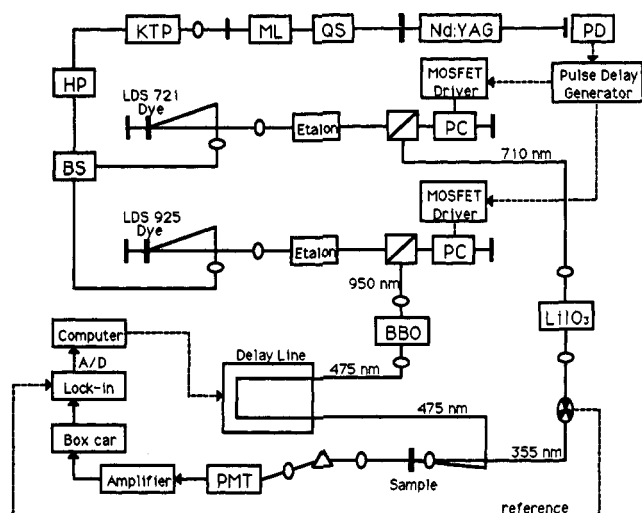 KTP
ML
QS
Nd:YAG
PD
HP
MOSFET
Driver
Pulse Delay
Generator
LDS 721
Dye
Etalon
PC
710 nm
BS
MOSFET
Driver
LDS 925
Dye
Etalon
PC
950 nm
LiIO₃
BBO
Computer
Delay Line
A/D
475 nm
Lock-in
475 nm
Box car
355 nm
Amplifier
PMT
Sample
reference